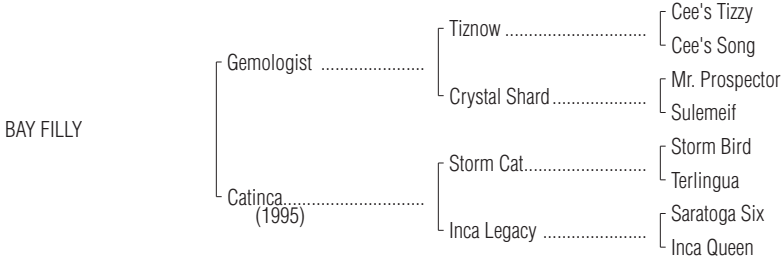 Cee's Tizzy
Tiznow ..............................
Cee's Song
Gemologist ......................
Mr. Prospector
Crystal Shard ....................
Sulemeif
BAY FILLY
Storm Bird
Storm Cat..........................
Terlingua
Catinca..............................
(1995)
Saratoga Six
Inca Legacy ......................
Inca Queen